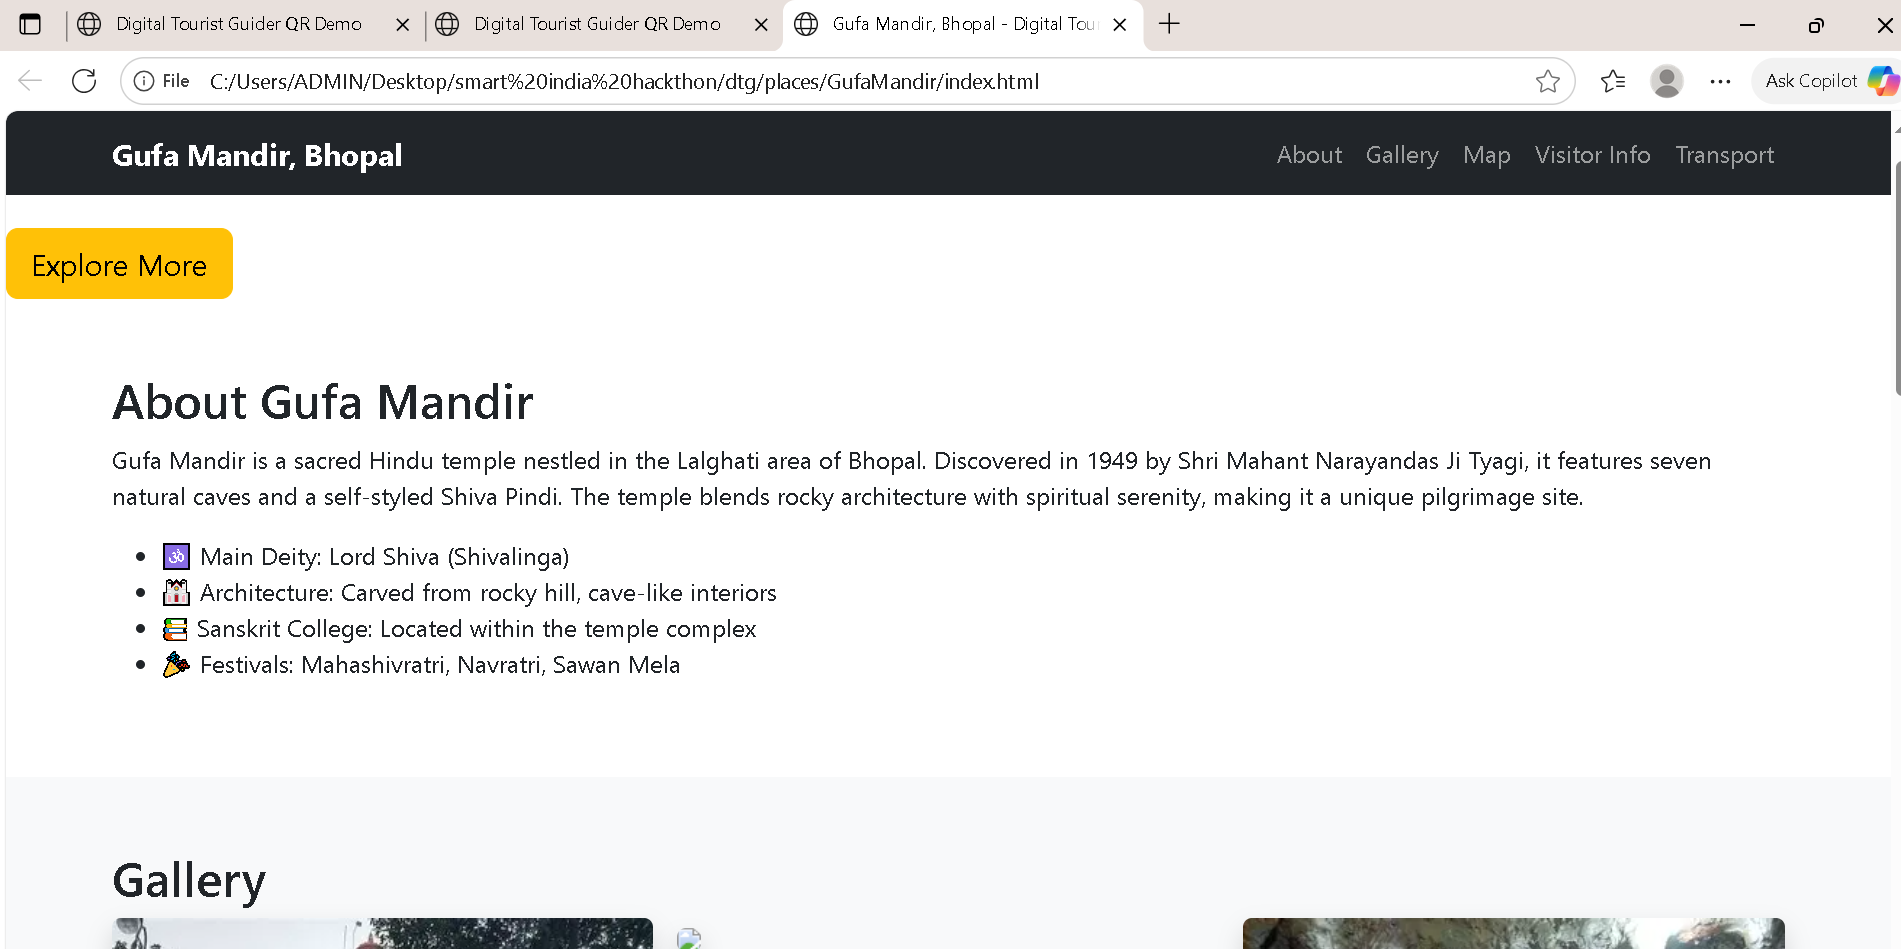 Digital Tourist Guider QR Demo
Digital Tourist Guider QR Demo
Gufa Mandir, Bhopal - Digital Tour
File
C:/Users/ADMIN/Desktop/smart%20india%20hackthon/dtg/places/GufaMandir/index.html
Ask Copilot
Gufa Mandir, Bhopal
About
Gallery
Map
Visitor Info
Transport
Explore More
About Gufa Mandir
Gufa Mandir is a sacred Hindu temple nestled in the Lalghati area of Bhopal. Discovered in 1949 by Shri Mahant Narayandas Ji Tyagi, it features seven
natural caves and a self-styled Shiva Pindi. The temple blends rocky architecture with spiritual serenity, making it a unique pilgrimage site.
• 🕉 Main Deity: Lord Shiva (Shivalinga)
• Architecture: Carved from rocky hill, cave-like interiors
• 📚 Sanskrit College: Located within the temple complex
• 🎉 Festivals: Mahashivratri, Navratri, Sawan Mela
Gallery